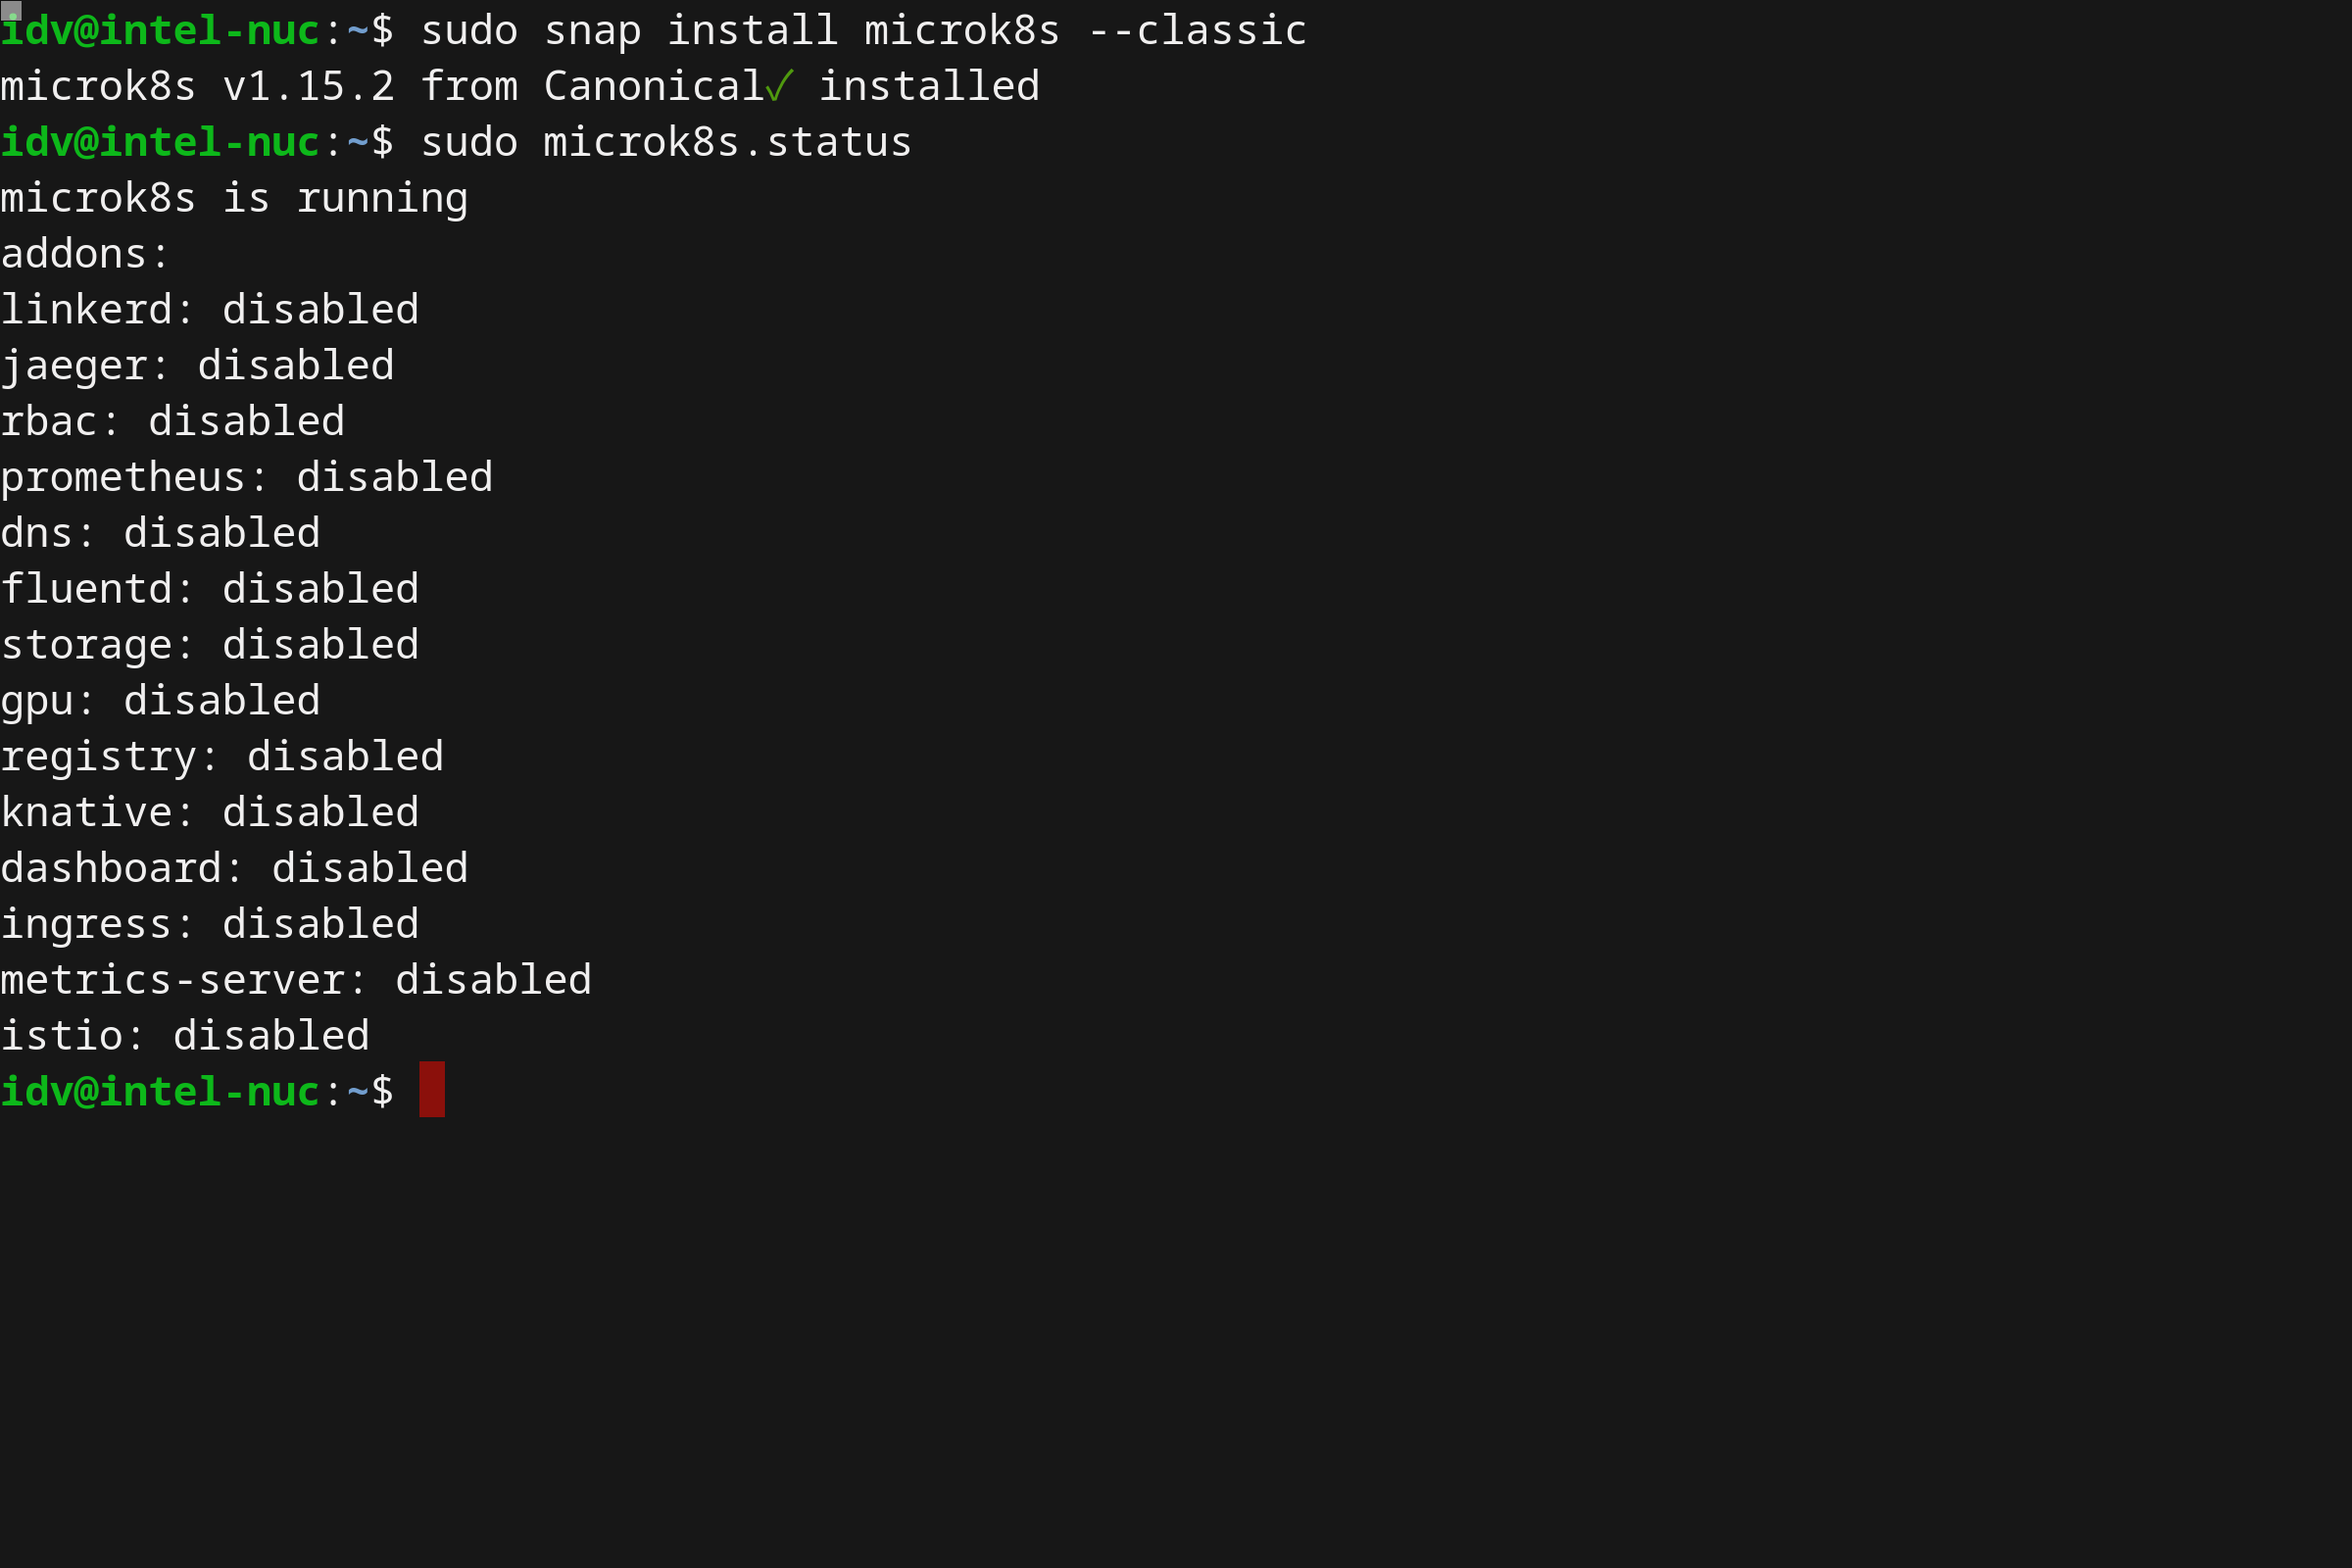 idv@intel-nuc:~$ sudo snap install microk8s --classic
microk8s v1.15.2 from Canonical✓ installed
idv@intel-nuc:~$ sudo microk8s.status
microk8s is running
addons:
linkerd: disabled
jaeger: disabled
rbac: disabled
prometheus: disabled
dns: disabled
fluentd: disabled
storage: disabled
gpu: disabled
registry: disabled
knative: disabled
dashboard: disabled
ingress: disabled
metrics-server: disabled
istio: disabled
idv@intel-nuc:~$